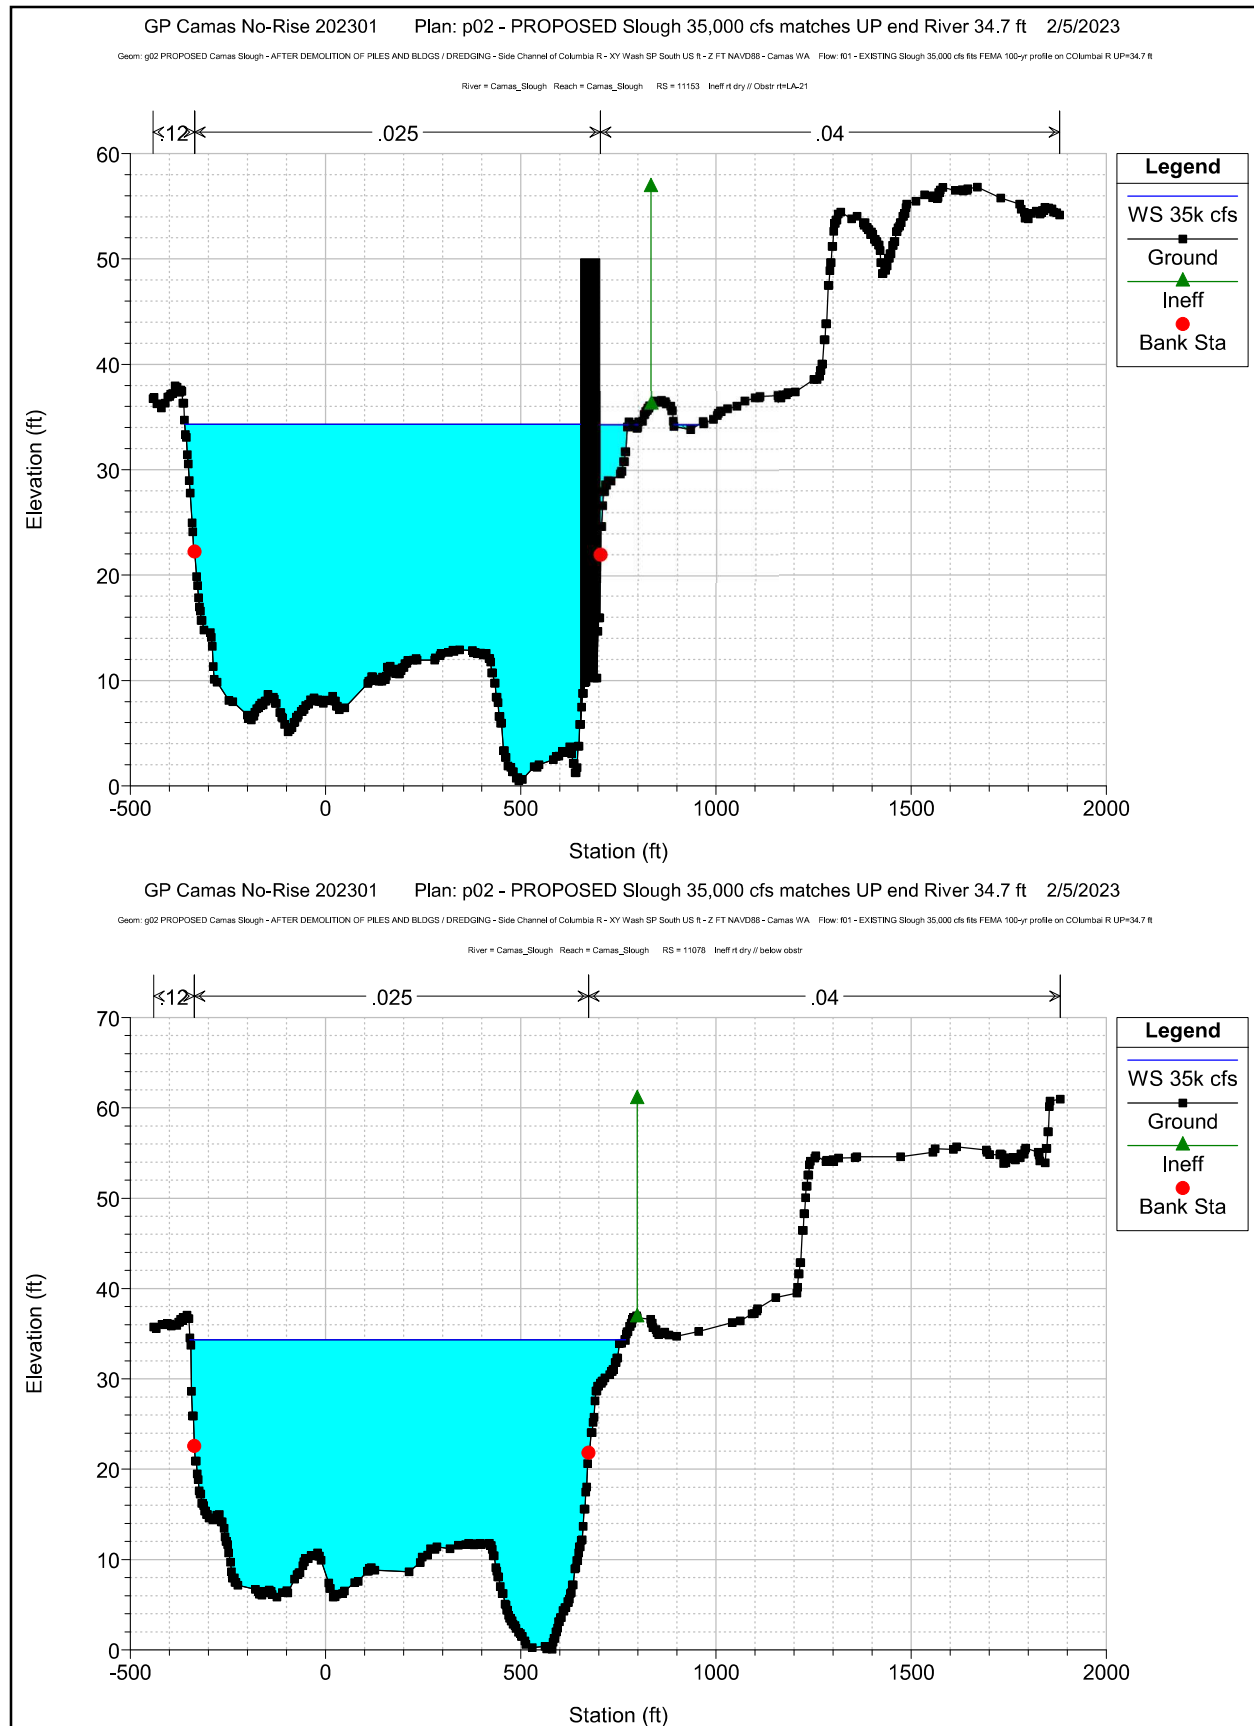 GP Camas No-Rise 202301 Plan: p02 - PROPOSED Slough 35,000 cfs matches UP end River 34.7 ft 2/5/2023
Geom: g02 PROPOSED Camas Slough - AFTER DEMOLITION OF PILES AND BLDGS / DREDGING - Side Channel of Columbia R - XY Wash SP South US ft - Z FT NAVD88 - Camas WA Flow: f01 - EXISTING Slough 35,000 cfs fits FEMA 100-yr profile on COlumbai R UP=34.7 ft
River = Camas_Slough Reach = Camas_Slough RS = 11153 Ineff rt dry // Obstr rt=LA-21
.12 .025 .04
60
50
40
30
20
10
0
Elevation (ft)
-500 0 500 1000 1500 2000
Station (ft)
Legend
WS 35k cfs
Ground
Ineff
Bank Sta
GP Camas No-Rise 202301 Plan: p02 - PROPOSED Slough 35,000 cfs matches UP end River 34.7 ft 2/5/2023
Geom: g02 PROPOSED Camas Slough - AFTER DEMOLITION OF PILES AND BLDGS / DREDGING - Side Channel of Columbia R - XY Wash SP South US ft - Z FT NAVD88 - Camas WA Flow: f01 - EXISTING Slough 35,000 cfs fits FEMA 100-yr profile on COlumbai R UP=34.7 ft
River = Camas_Slough Reach = Camas_Slough RS = 11078 Ineff rt dry // below obstr
.12 .025 .04
70
60
50
40
30
20
10
0
Elevation (ft)
-500 0 500 1000 1500 2000
Station (ft)
Legend
WS 35k cfs
Ground
Ineff
Bank Sta